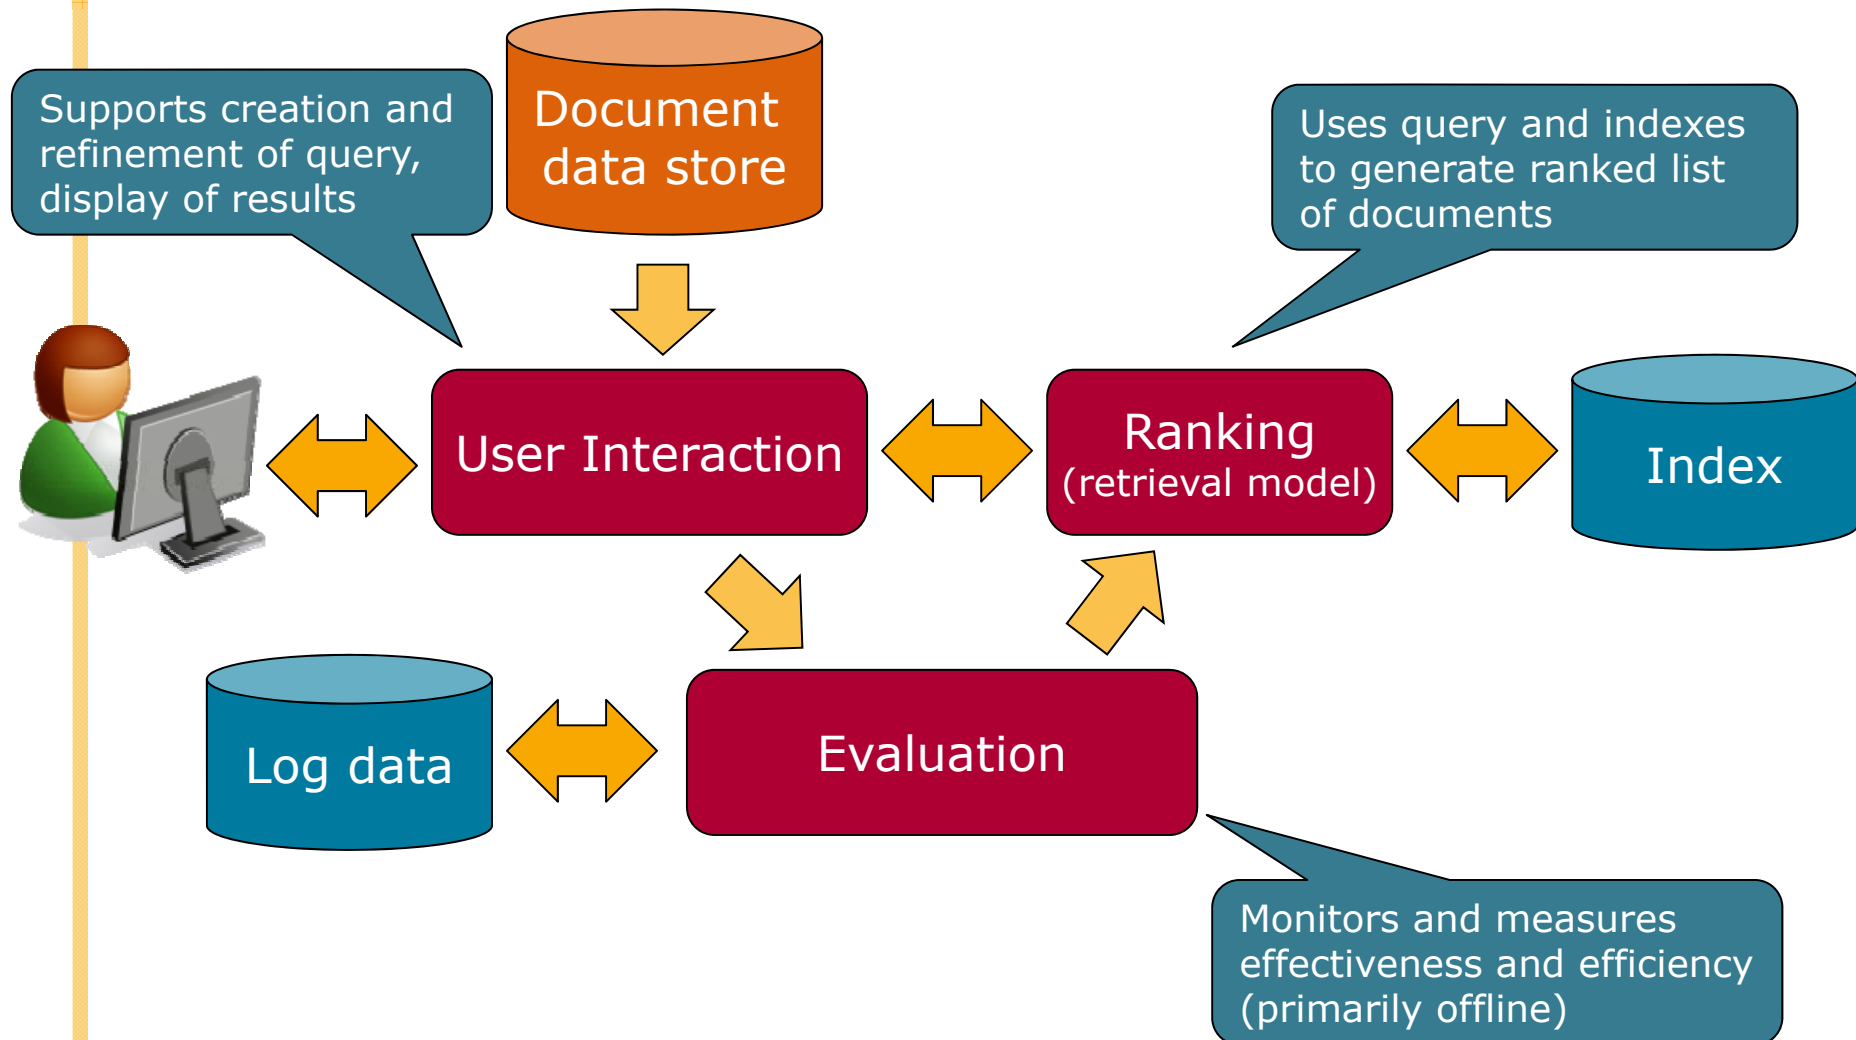 Supports creation and
refinement of query,
display of results
Document
data store
Uses query and indexes
to generate ranked list
of documents
User Interaction
Ranking
(retrieval model)
Index
Log data
Evaluation
Monitors and measures
effectiveness and efficiency
(primarily offline)